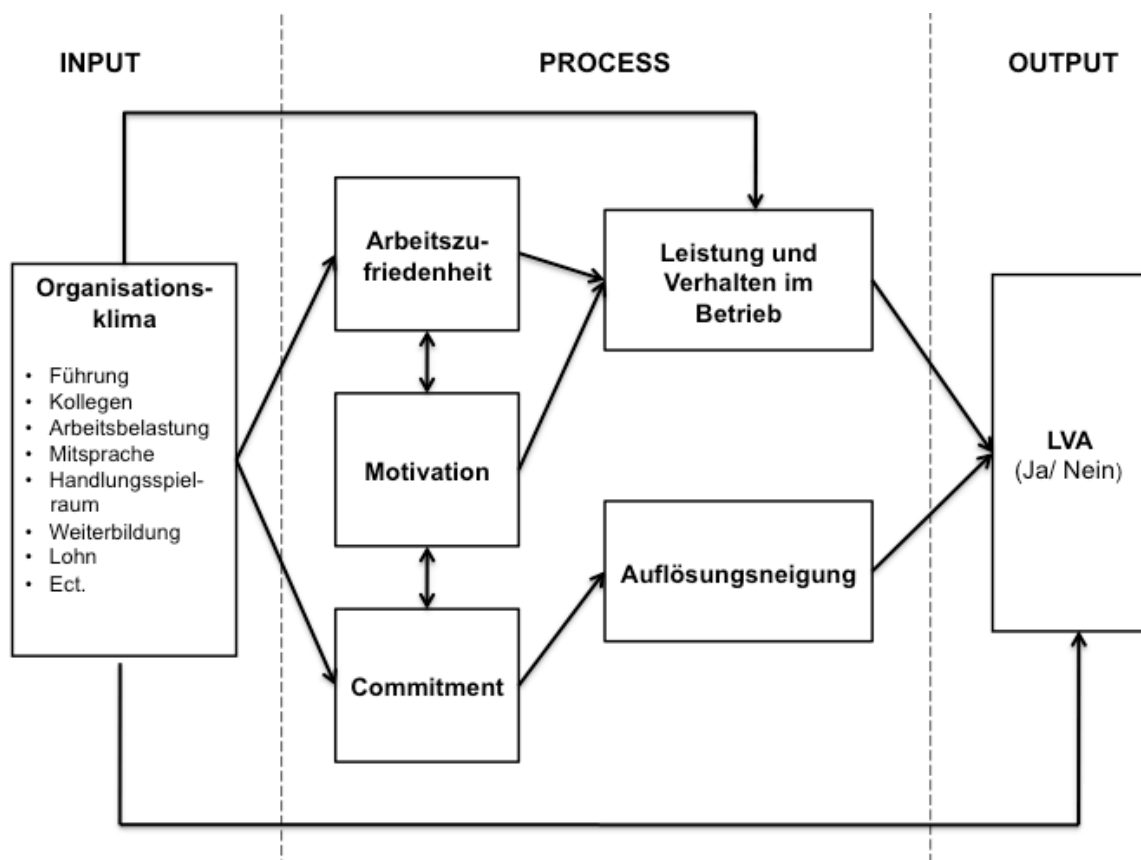 INPUT
PROCESS
OUTPUT
Organisations-
klima
• Führung
• Kollegen
• Arbeitsbelastung
• Mitsprache
• Handlungsspiel-
raum
• Weiterbildung
• Lohn
• Ect.
Arbeitszu-
friedenheit
Motivation
Commitment
Leistung und
Verhalten im
Betrieb
Auflösungsneigung
LVA
(Ja/ Nein)